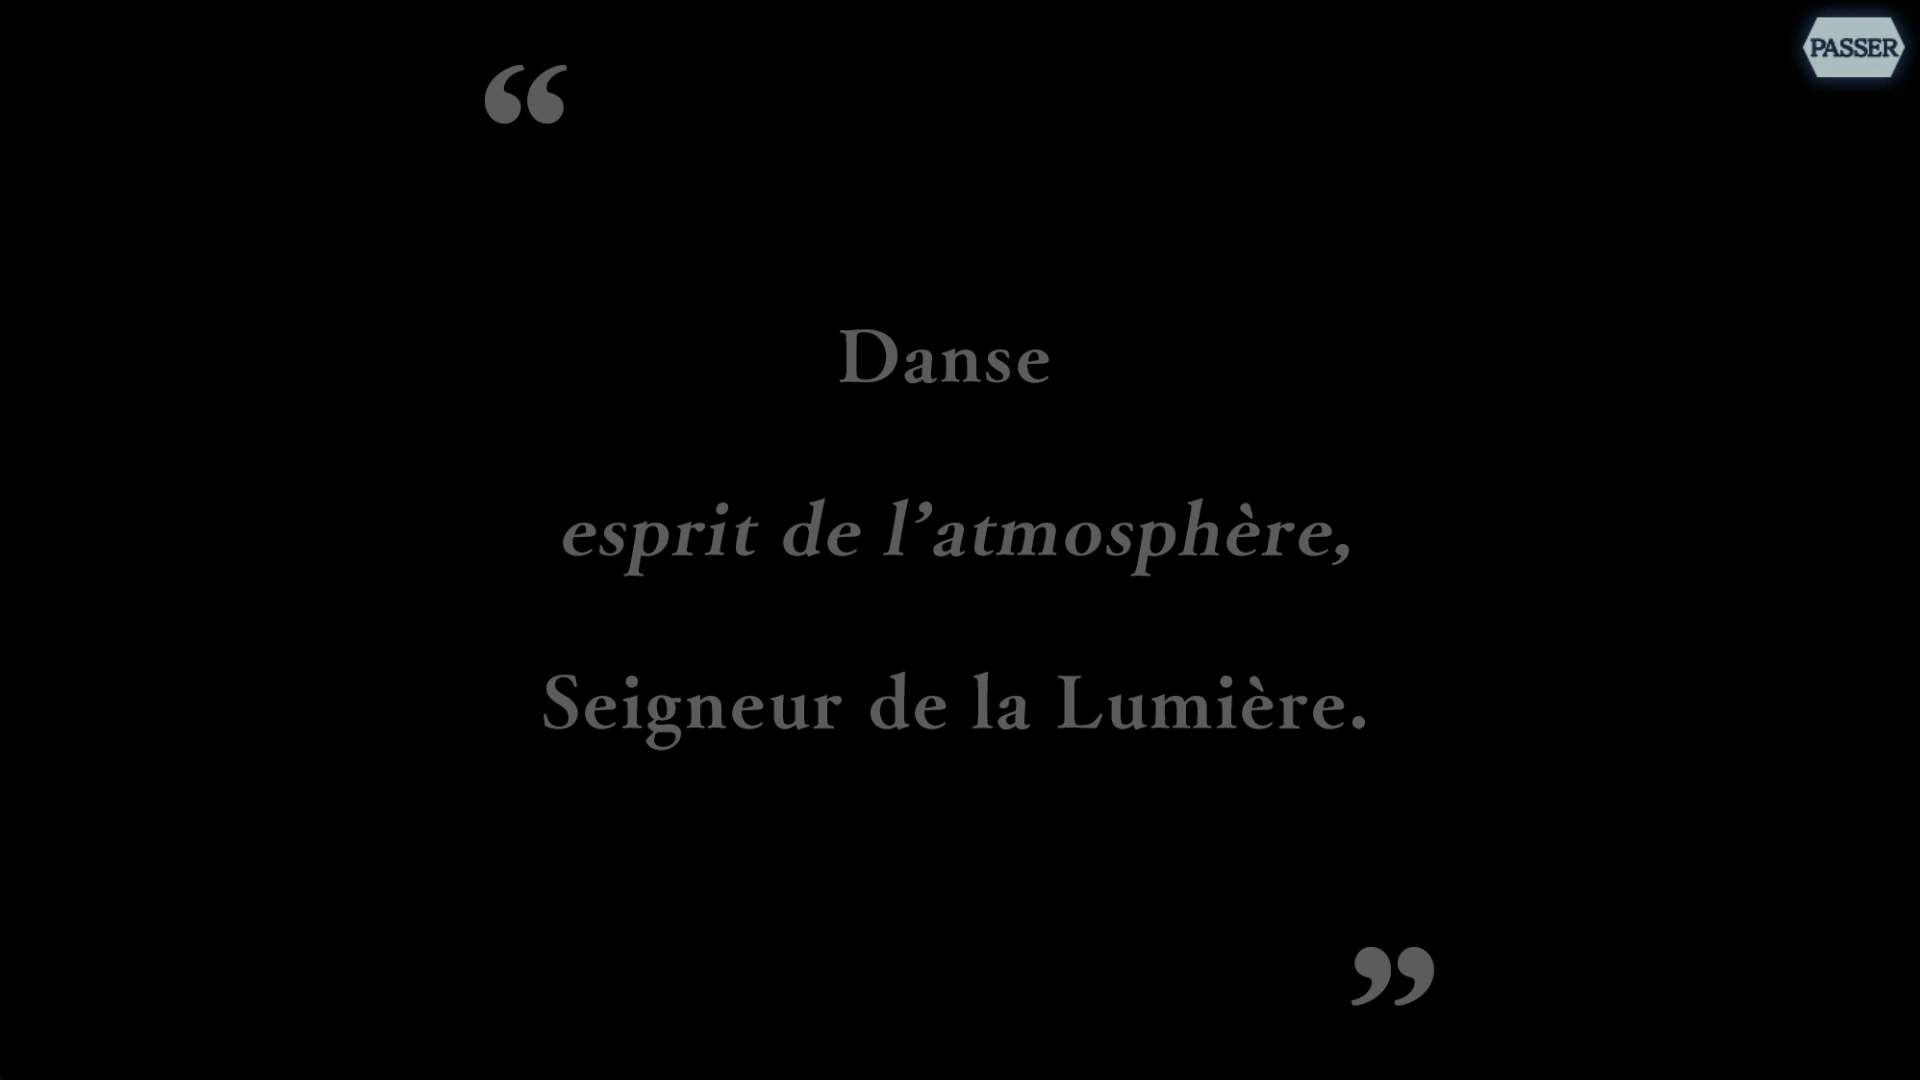 PASSER
“
Danse
esprit de l’atmosphère,
Seigneur de la Lumière.
”